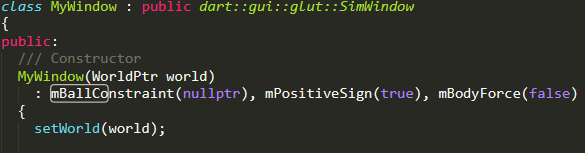 class MyWindow : public dart::gui::glut::SimWindow
{
public:
  /// Constructor
  MyWindow(WorldPtr world)
    : mBallConstraint(nullptr), mPositiveSign(true), mBodyForce(false)
  {
    setWorld(world);